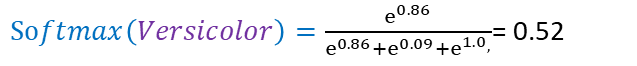 Softmax(Versicolor) = e^0.86 / e^0.86+e^0.09+e^1.0, = 0.52